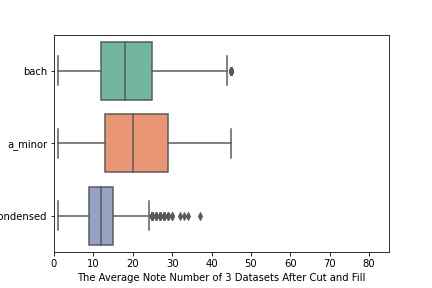 bach
a_minor
ondensed
0 10 20 30 40 50 60 70 80
The Average Note Number of 3 Datasets After Cut and Fill